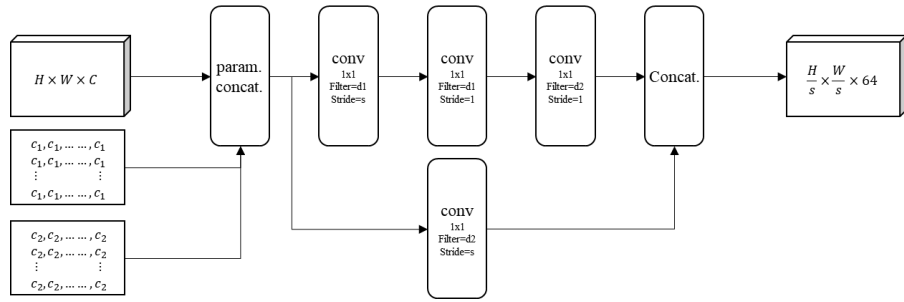 H × W × C
c₁, c₁, … …, c₁
c₁, c₁, … …, c₁
⋮ ⋮
c₁, c₁, … …, c₁
c₂, c₂, … …, c₂
c₂, c₂, … …, c₂
⋮ ⋮
c₂, c₂, … …, c₂
param.
concat.
conv
1x1
Filter=d1
Stride=s
conv
1x1
Filter=d1
Stride=1
conv
1x1
Filter=d2
Stride=1
conv
1x1
Filter=d2
Stride=s
Concat.
H/s × W/s × 64